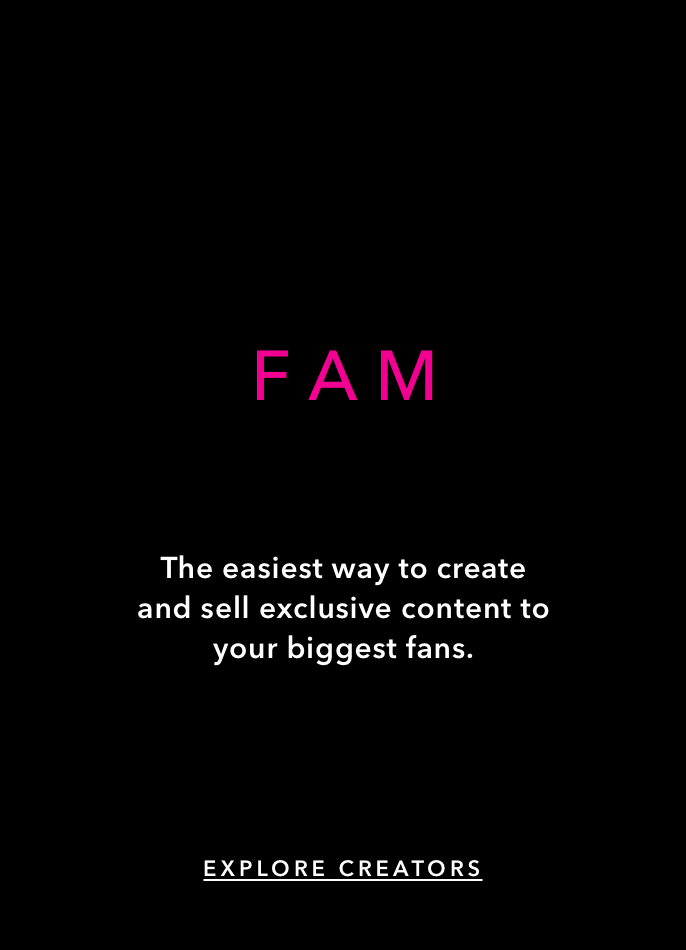 FAM
The easiest way to create
and sell exclusive content to
your biggest fans.
EXPLORE CREATORS